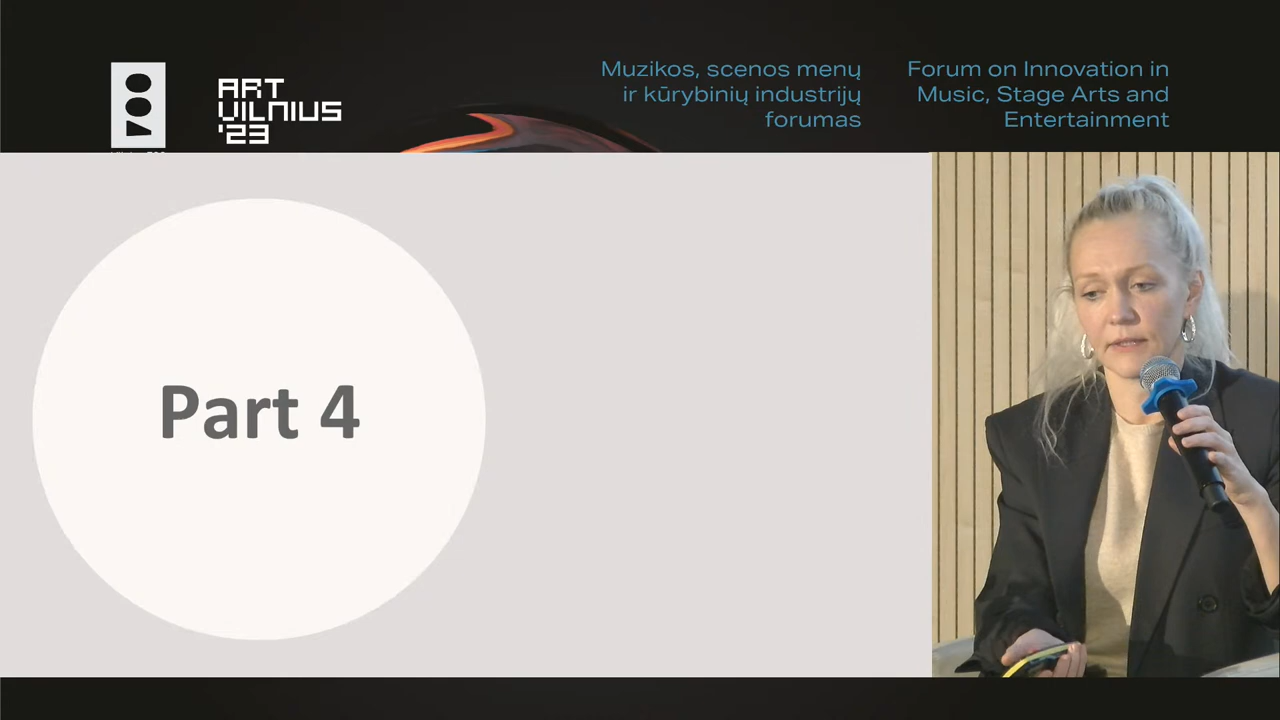 ART
VILNIUS
'23
Muzikos, scenos menų
ir kūrybinių industrijų
forumas
Forum on Innovation in
Music, Stage Arts and
Entertainment
Part 4